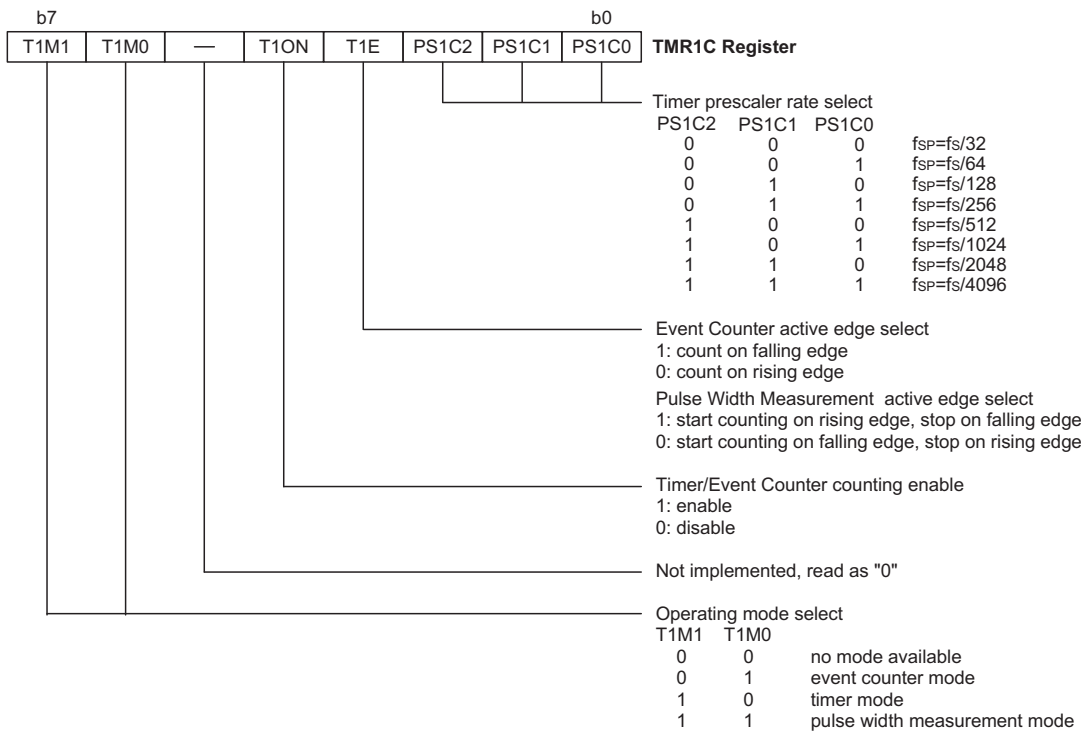 b7 b0
T1M1 T1M0 — T1ON T1E PS1C2 PS1C1 PS1C0 TMR1C Register
Timer prescaler rate select
PS1C2 PS1C1 PS1C0
0 0 0 fSP=fS/32
0 0 1 fSP=fS/64
0 1 0 fSP=fS/128
0 1 1 fSP=fS/256
1 0 0 fSP=fS/512
1 0 1 fSP=fS/1024
1 1 0 fSP=fS/2048
1 1 1 fSP=fS/4096
Event Counter active edge select
1: count on falling edge
0: count on rising edge
Pulse Width Measurement active edge select
1: start counting on rising edge, stop on falling edge
0: start counting on falling edge, stop on rising edge
Timer/Event Counter counting enable
1: enable
0: disable
Not implemented, read as "0"
Operating mode select
T1M1 T1M0
0 0 no mode available
0 1 event counter mode
1 0 timer mode
1 1 pulse width measurement mode